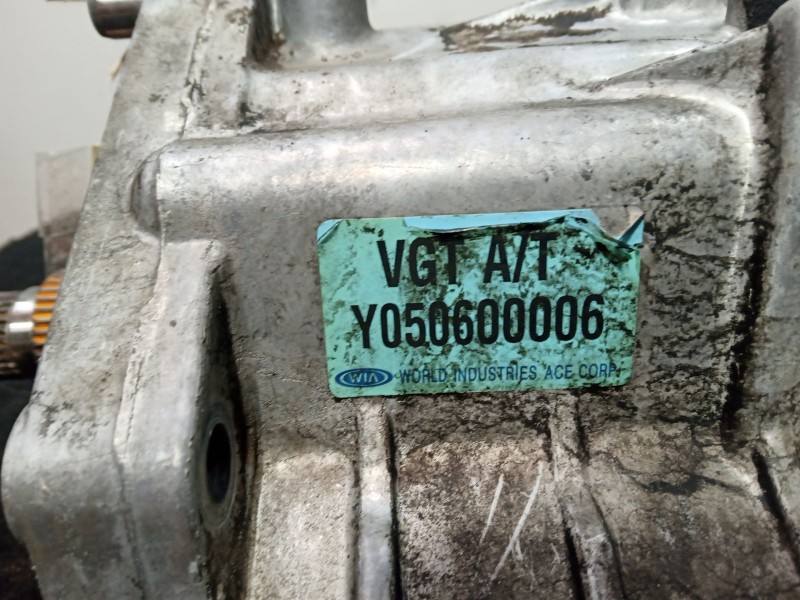 VGT A/T
Y050600006
WIA WORLD INDUSTRIES ACE CORP.